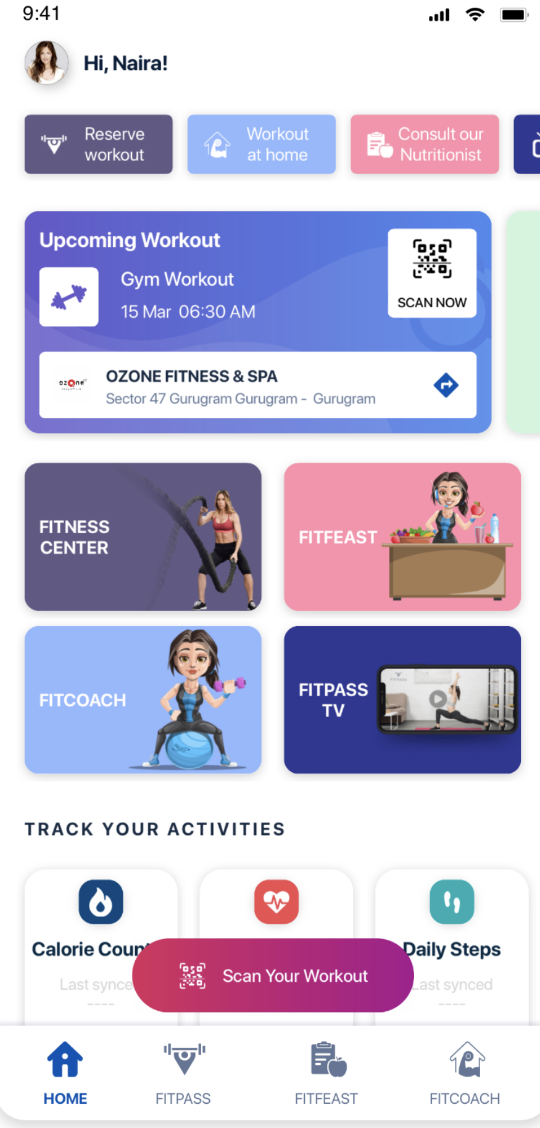 9:41
Hi, Naira!
Reserve
workout
Workout
at home
Consult our
Nutritionist
Upcoming Workout
Gym Workout
15 Mar 06:30 AM
SCAN NOW
ozone
OZONE FITNESS & SPA
Sector 47 Gurugram Gurugram - Gurugram
FITNESS
CENTER
FITFEAST
FITCOACH
FITPASS
TV
TRACK YOUR ACTIVITIES
Calorie Coun
Daily Steps
Last synce
Last synced
----
----
Scan Your Workout
HOME
FITPASS
FITFEAST
FITCOACH